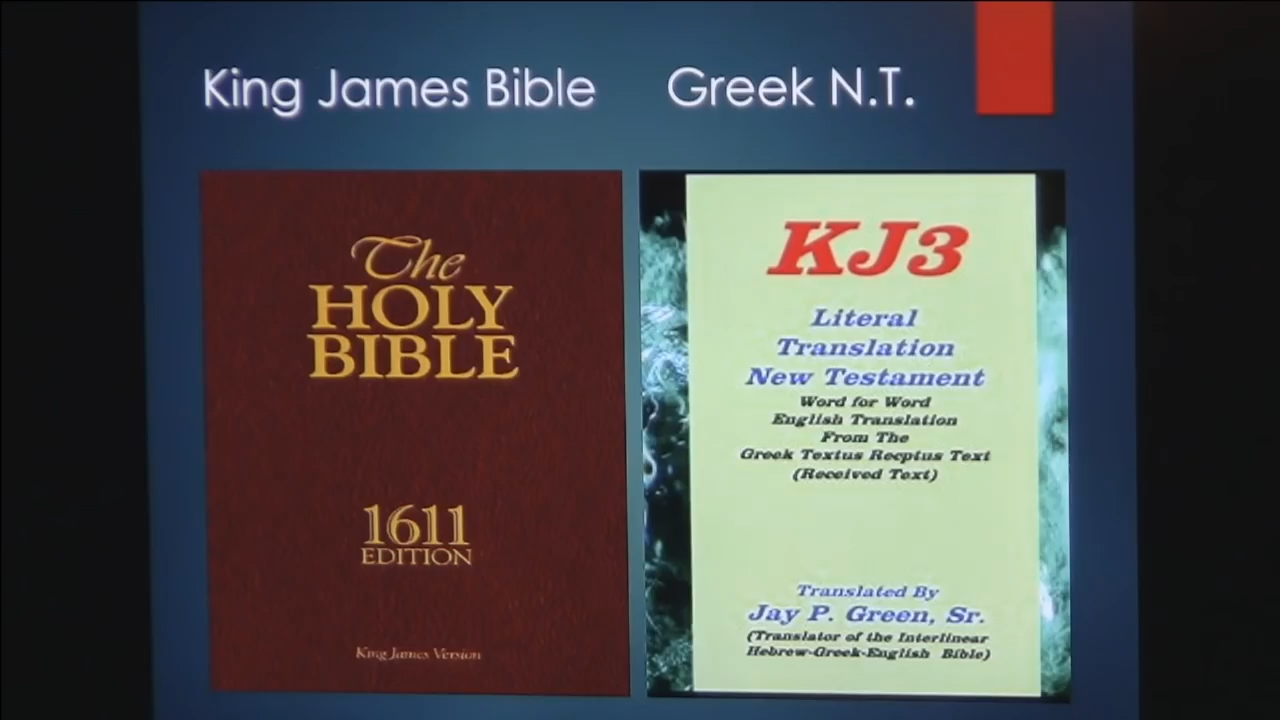 King James Bible
Greek N.T.
The
HOLY
BIBLE
1611
EDITION
King James Version
KJ3
Literal
Translation
New Testament
Word for Word
English Translation
From The
Greek Textus Recptus Text
(Received Text)
Translated By
Jay P. Green, Sr.
(Translator of the Interlinear
Hebrew-Greek-English Bible)